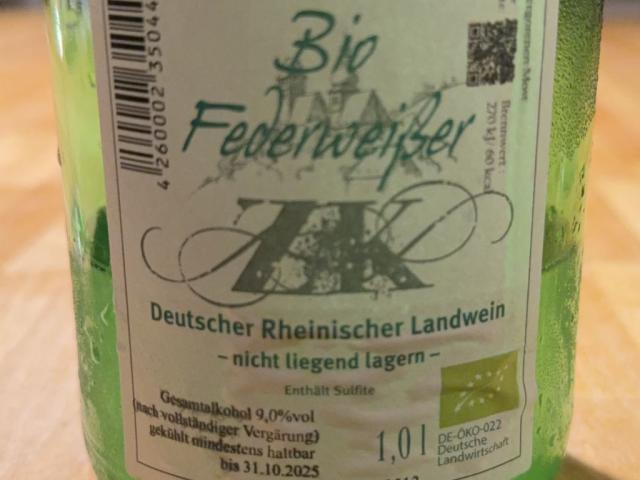 Bio
Federweißer
ZAK
Deutscher Rheinischer Landwein
– nicht liegend lagern –
Enthält Sulfite
Gesamtalkohol 9,0%vol
(nach vollständiger Vergärung)
gekühlt mindestens haltbar
bis 31.10.2025
1,0 l
DE-ÖKO-022
Deutsche
Landwirtschaft
Brennwert :
270 kJ/ 60 kcal
4 260002 35044